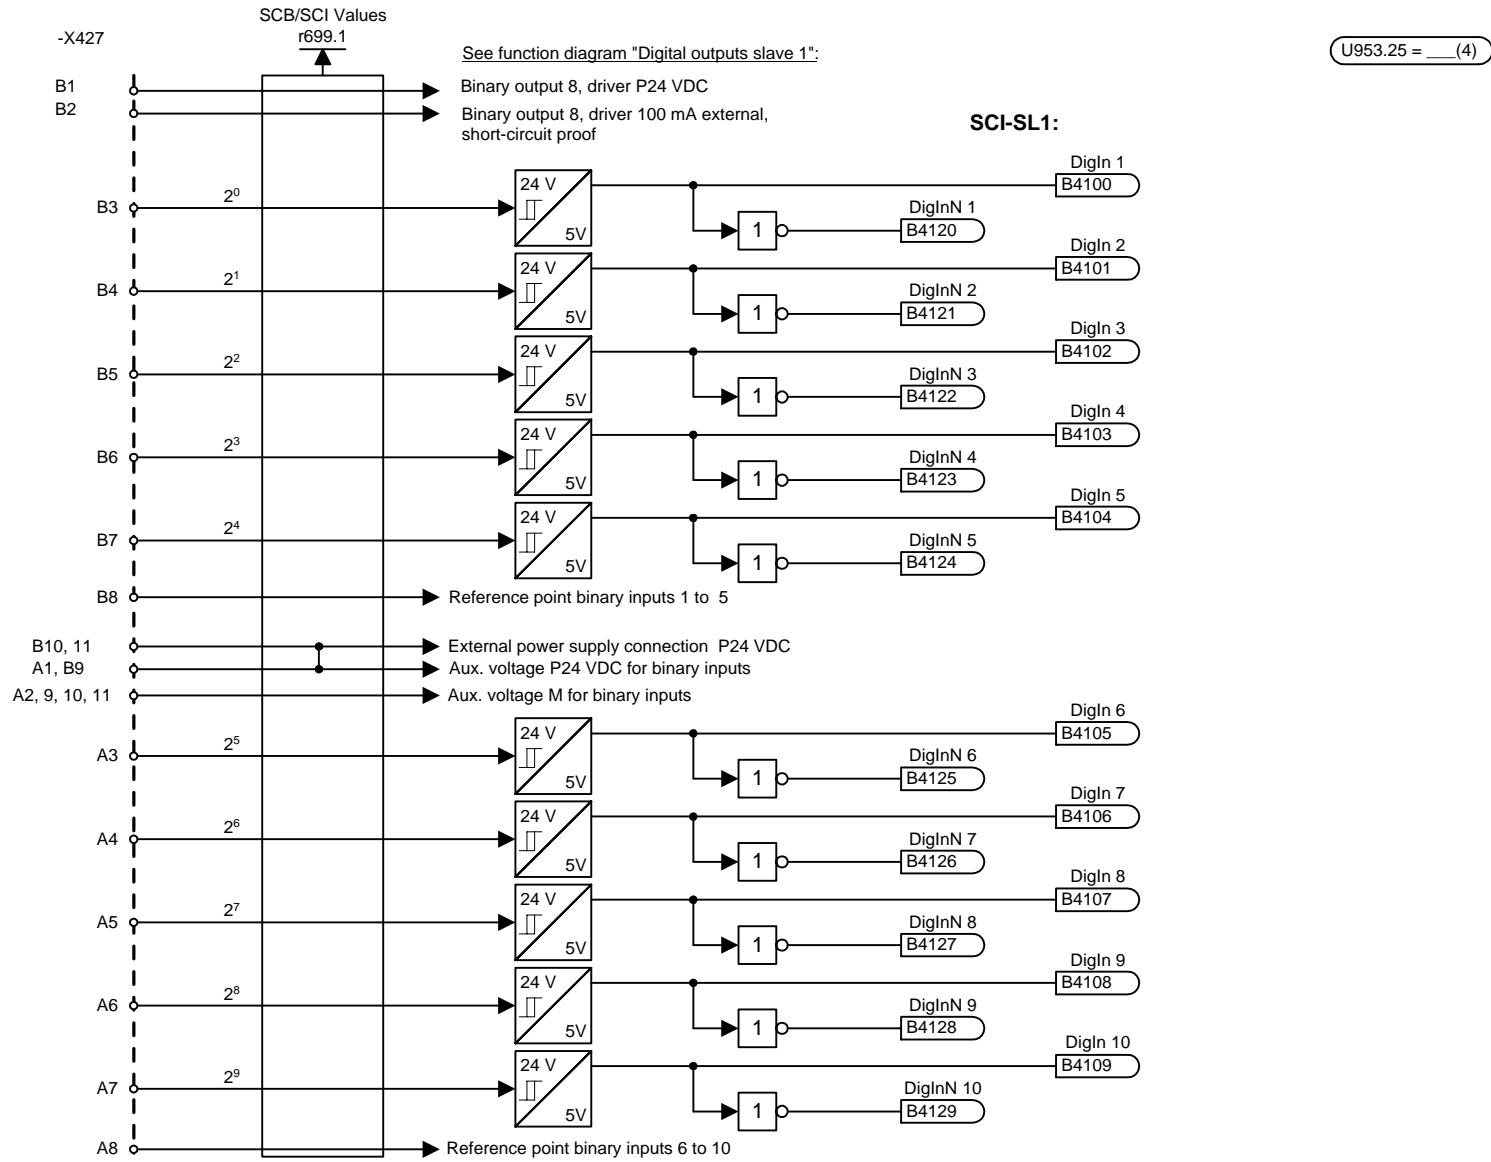 SCB/SCI Values
-X427
r699.1
See function diagram "Digital outputs slave 1":
U953.25 = ___(4)
B1
Binary output 8, driver P24 VDC
B2
Binary output 8, driver 100 mA external,
short-circuit proof
SCI-SL1:
DigIn 1
24 V
B4100
B3
2⁰
DigInN 1
5V
1
B4120
DigIn 2
24 V
B4101
B4
2¹
DigInN 2
5V
1
B4121
DigIn 3
24 V
B4102
B5
2²
DigInN 3
5V
1
B4122
DigIn 4
24 V
B4103
B6
2³
DigInN 4
5V
1
B4123
DigIn 5
24 V
B4104
B7
2⁴
DigInN 5
5V
1
B4124
B8
Reference point binary inputs 1 to 5
B10, 11
External power supply connection P24 VDC
A1, B9
Aux. voltage P24 VDC for binary inputs
A2, 9, 10, 11
Aux. voltage M for binary inputs
DigIn 6
24 V
B4105
A3
2⁵
DigInN 6
5V
1
B4125
DigIn 7
24 V
B4106
A4
2⁶
DigInN 7
5V
1
B4126
DigIn 8
24 V
B4107
A5
2⁷
DigInN 8
5V
1
B4127
DigIn 9
24 V
B4108
A6
2⁸
DigInN 9
5V
1
B4128
DigIn 10
24 V
B4109
A7
2⁹
DigInN 10
5V
1
B4129
A8
Reference point binary inputs 6 to 10